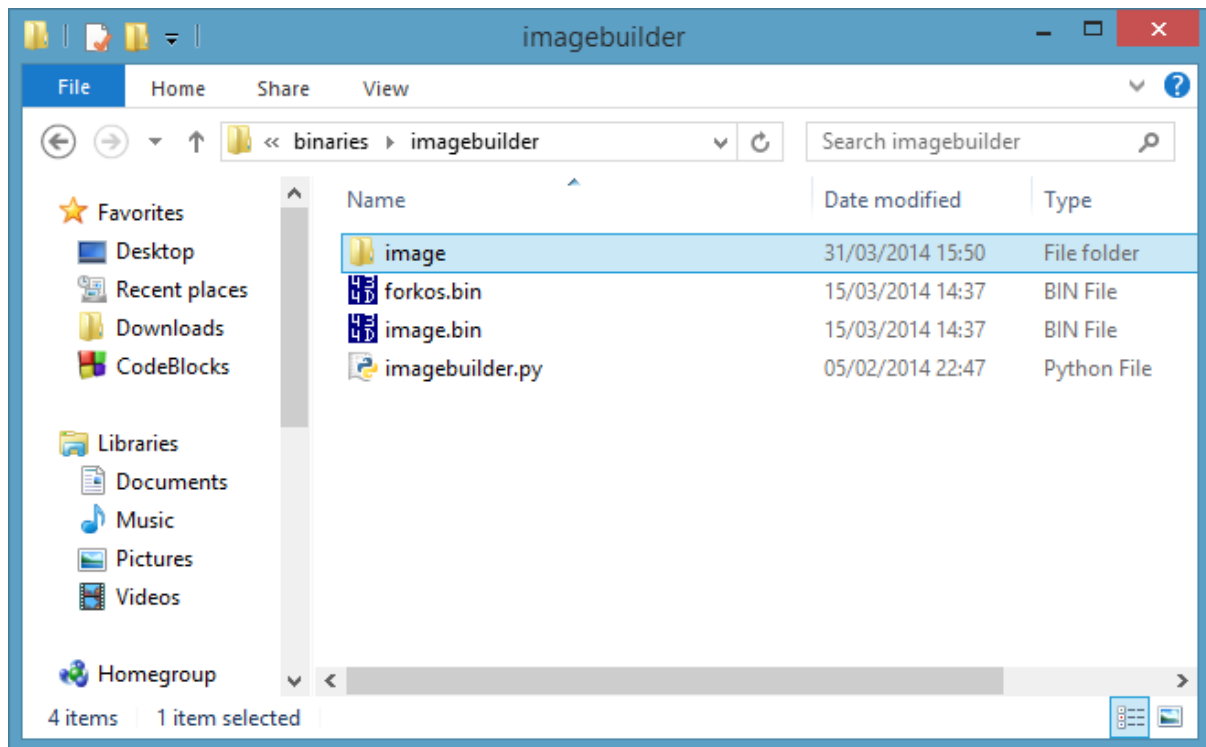 imagebuilder
File Home Share View
« binaries imagebuilder Search imagebuilder
Name Date modified Type
Favorites
Desktop
Recent places
Downloads
CodeBlocks
Libraries
Documents
Music
Pictures
Videos
Homegroup
image 31/03/2014 15:50 File folder
forkos.bin 15/03/2014 14:37 BIN File
image.bin 15/03/2014 14:37 BIN File
imagebuilder.py 05/02/2014 22:47 Python File
4 items 1 item selected